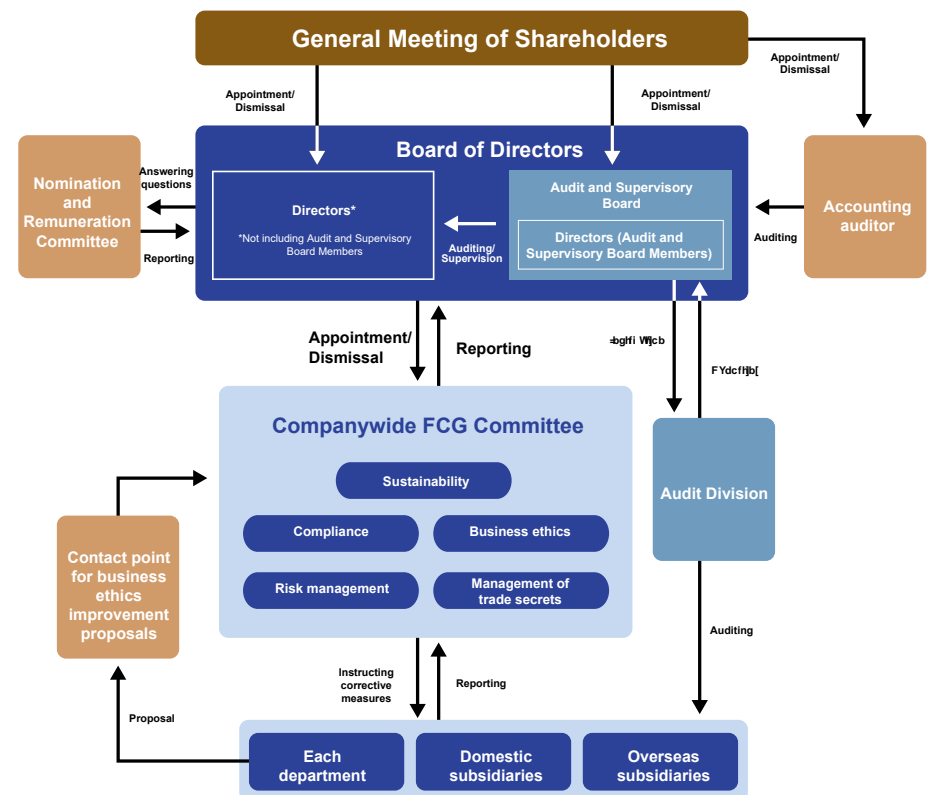 General Meeting of Shareholders
Appointment/
Dismissal
Appointment/
Dismissal
Appointment/
Dismissal
Board of Directors
Nomination
and
Remuneration
Committee
Answering
questions
Reporting
Directors*
*Not including Audit and Supervisory
Board Members
Auditing/
Supervision
Audit and Supervisory
Board
Directors (Audit and
Supervisory Board Members)
Auditing
Accounting
auditor
Appointment/
Dismissal
Reporting
Companywide FCG Committee
Sustainability
Compliance
Business ethics
Risk management
Management of
trade secrets
Audit Division
Contact point
for business
ethics
improvement
proposals
Auditing
Instructing
corrective
measures
Reporting
Proposal
Each
department
Domestic
subsidiaries
Overseas
subsidiaries